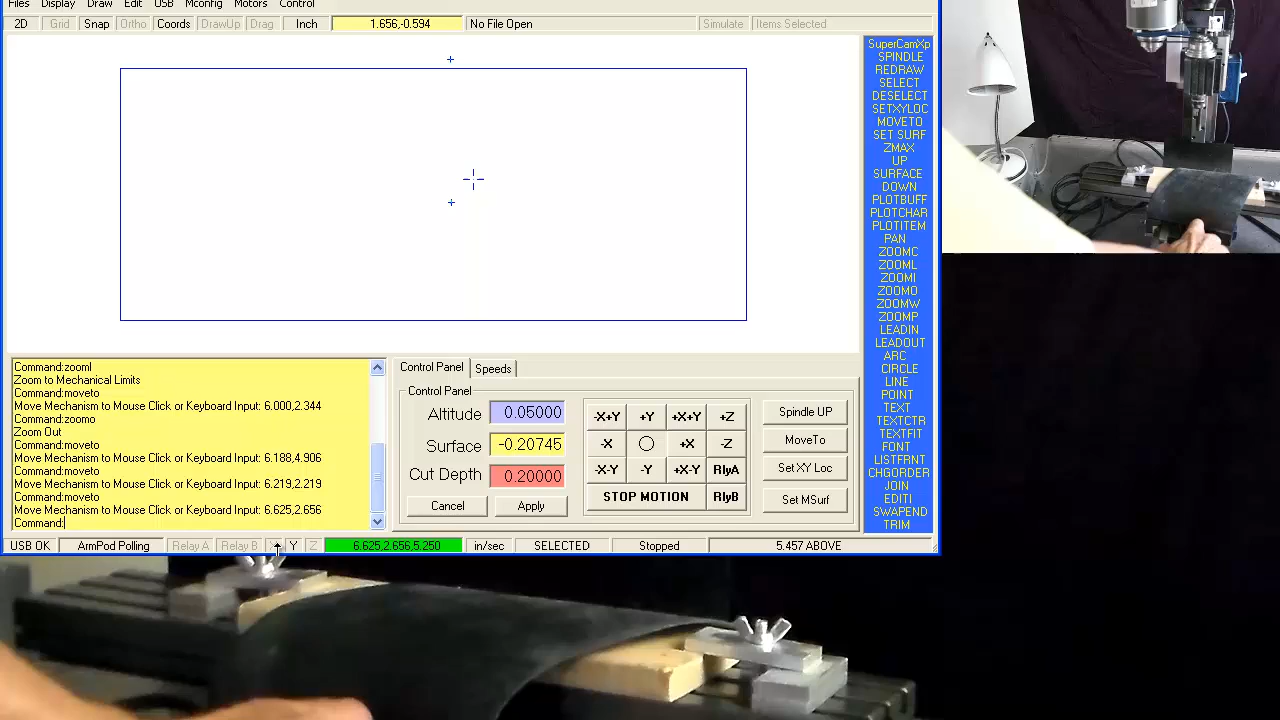 Files Display Draw Edit USB Mconfig Motors Control
2D Grid Snap Ortho Coords DrawUp Drag Inch 1.656,-0.594 No File Open Simulate Items Selected
SuperCamXp
SPINDLE
REDRAW
SELECT
DESELECT
SETXYLOC
MOVETO
SET SURF
ZMAX
UP
SURFACE
DOWN
PLOTBUFF
PLOTCHAR
PLOTITEM
PAN
ZOOMC
ZOOML
ZOOMI
ZOOMO
ZOOMW
ZOOMP
LEADIN
LEADOUT
ARC
CIRCLE
LINE
POINT
TEXT
TEXTCTR
TEXTFIT
FONT
LISTFRNT
CHGORDER
JOIN
EDITI
SWAPEND
TRIM
Command:zooml
Zoom to Mechanical Limits
Command:moveto
Move Mechanism to Mouse Click or Keyboard Input: 6.000,2.344
Command:zoomo
Zoom Out
Command:moveto
Move Mechanism to Mouse Click or Keyboard Input: 6.188,4.906
Command:moveto
Move Mechanism to Mouse Click or Keyboard Input: 6.219,2.219
Command:moveto
Move Mechanism to Mouse Click or Keyboard Input: 6.625,2.656
Command:
Control Panel Speeds
Control Panel
Altitude 0.05000
Surface -0.20745
Cut Depth 0.20000
Cancel Apply
-X+Y +Y +X+Y +Z
-X +X -Z
-X-Y -Y +X-Y RlyA
STOP MOTION RlyB
Spindle UP
MoveTo
Set XY Loc
Set MSurf
USB OK ArmPod Polling Relay A Relay B Y Z 6.625,2.656,5.250 in/sec SELECTED Stopped 5.457 ABOVE